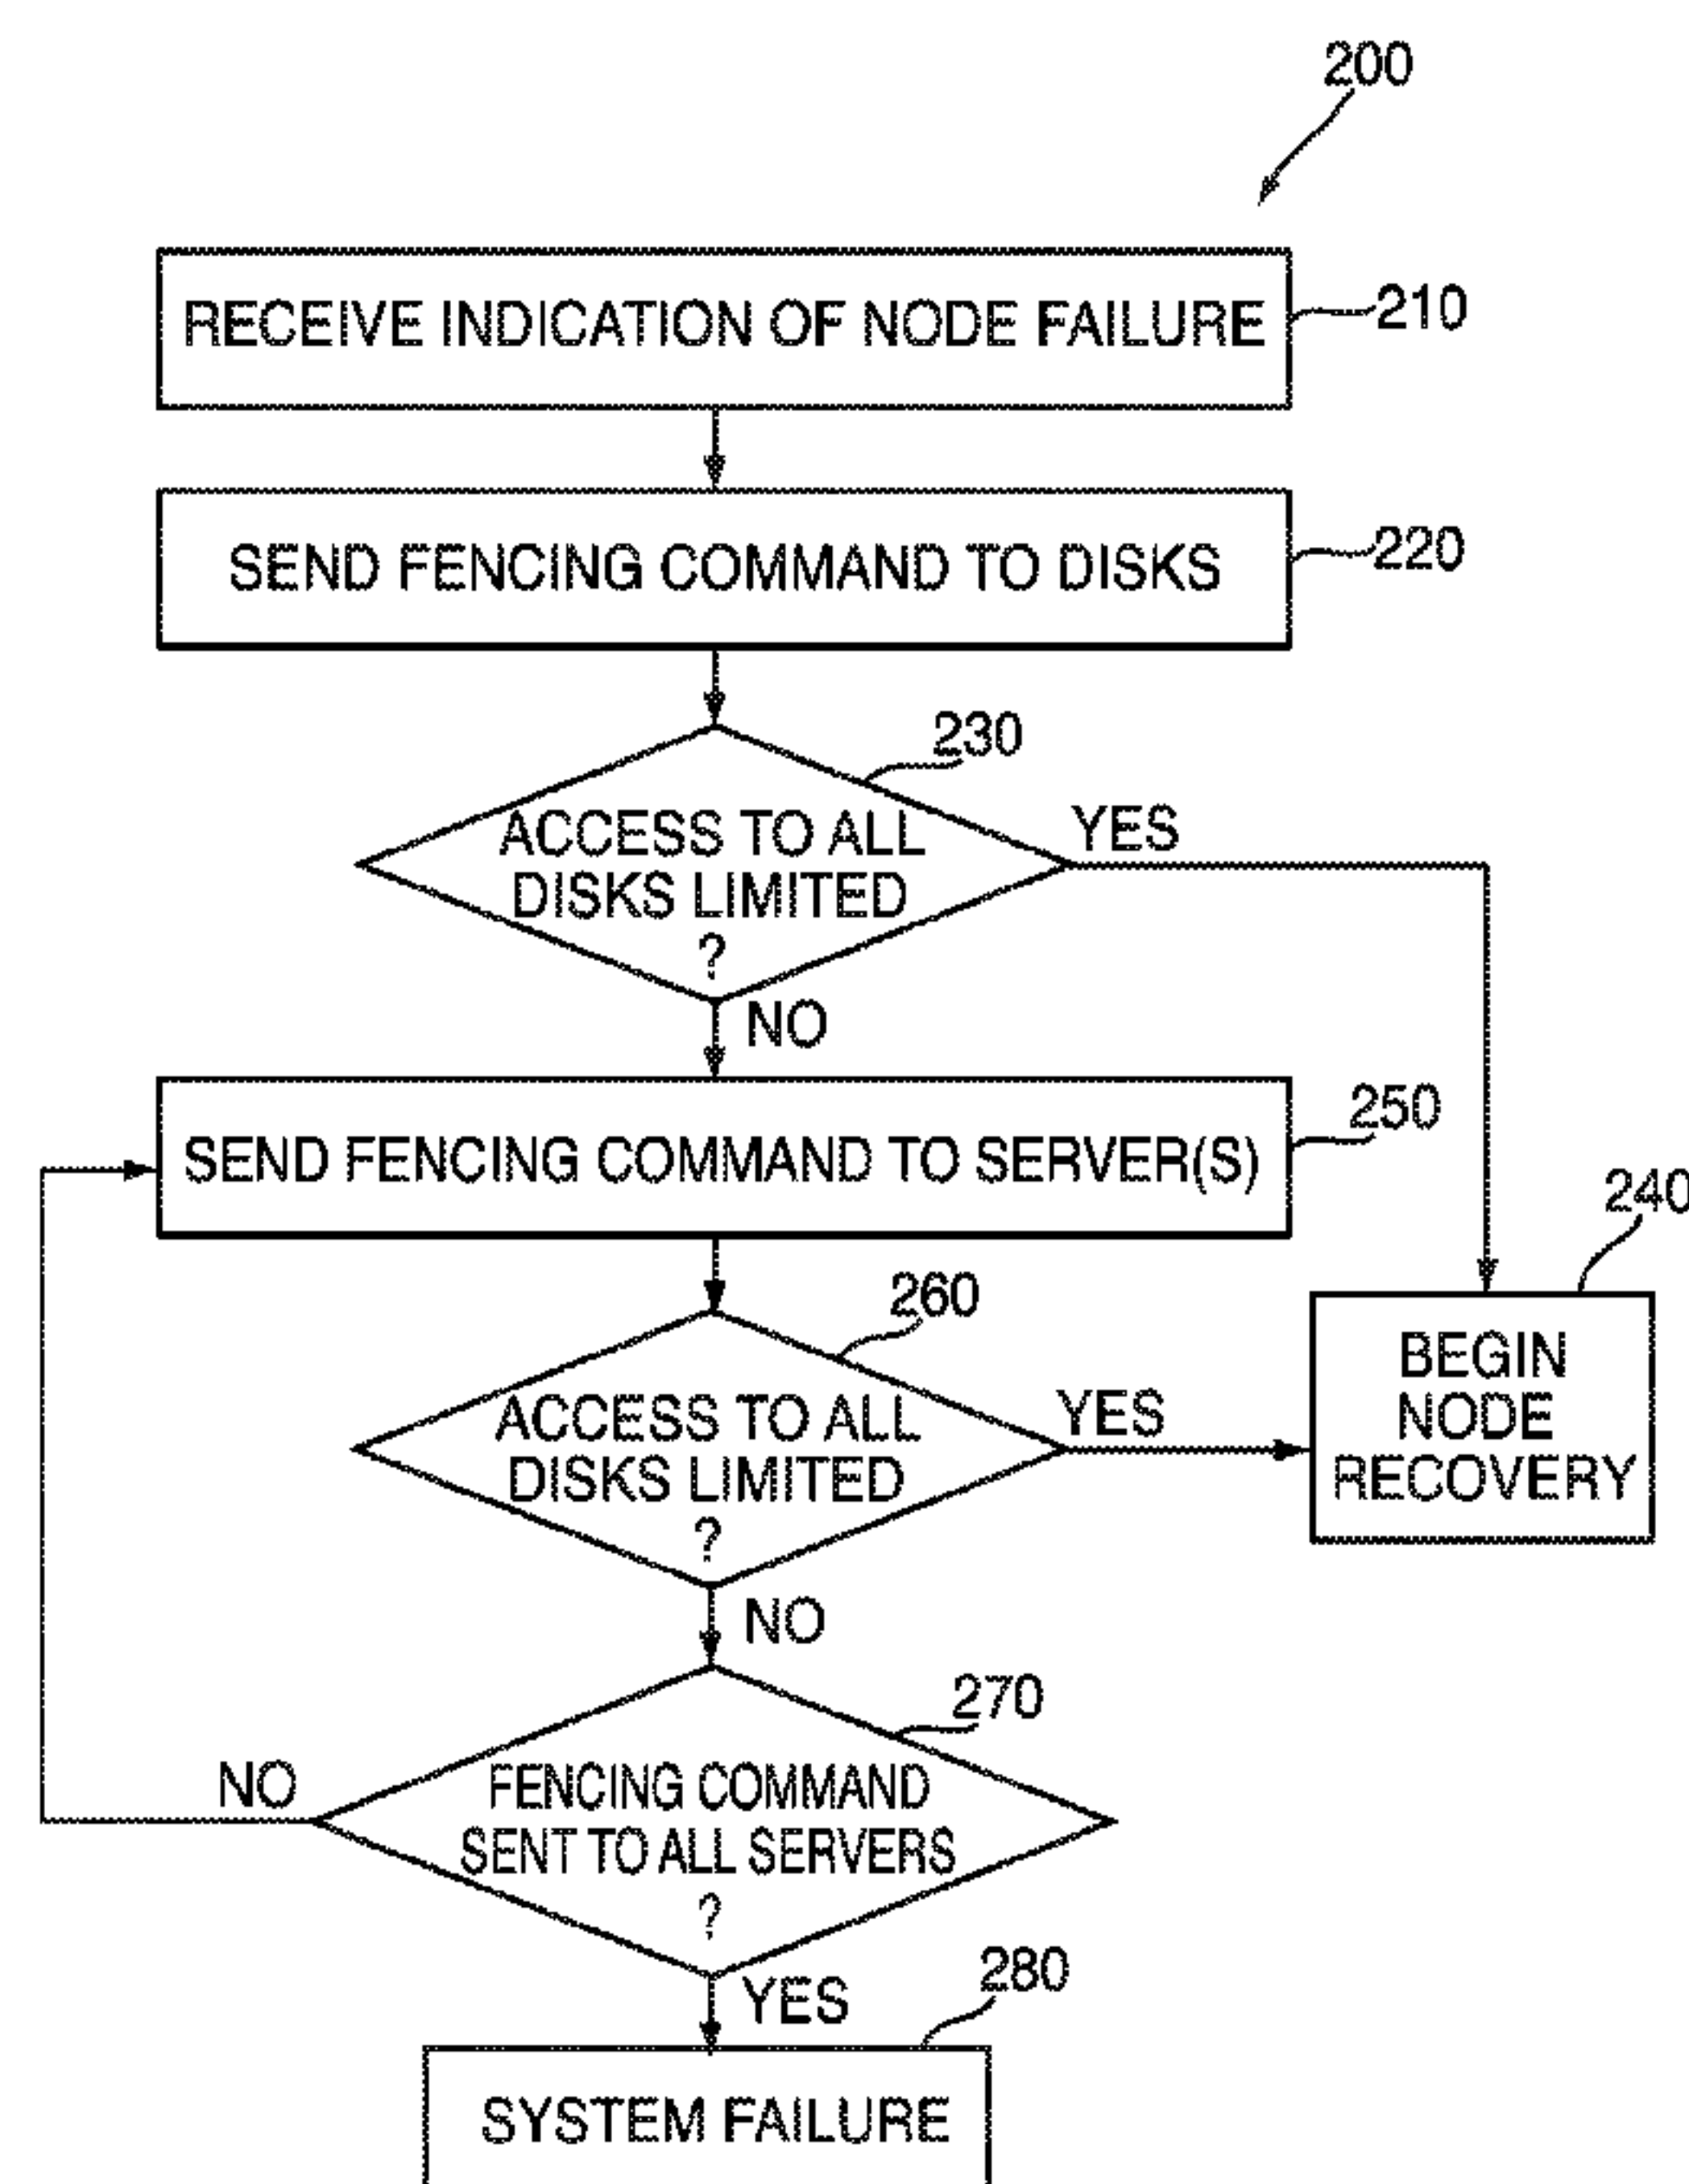 200
RECEIVE INDICATION OF NODE FAILURE
210
SEND FENCING COMMAND TO DISKS
220
230
ACCESS TO ALL
DISKS LIMITED
?
YES
NO
SEND FENCING COMMAND TO SERVER(S)
250
240
BEGIN
NODE
RECOVERY
260
ACCESS TO ALL
DISKS LIMITED
?
YES
NO
270
FENCING COMMAND
SENT TO ALL SERVERS
?
NO
YES
280
SYSTEM FAILURE